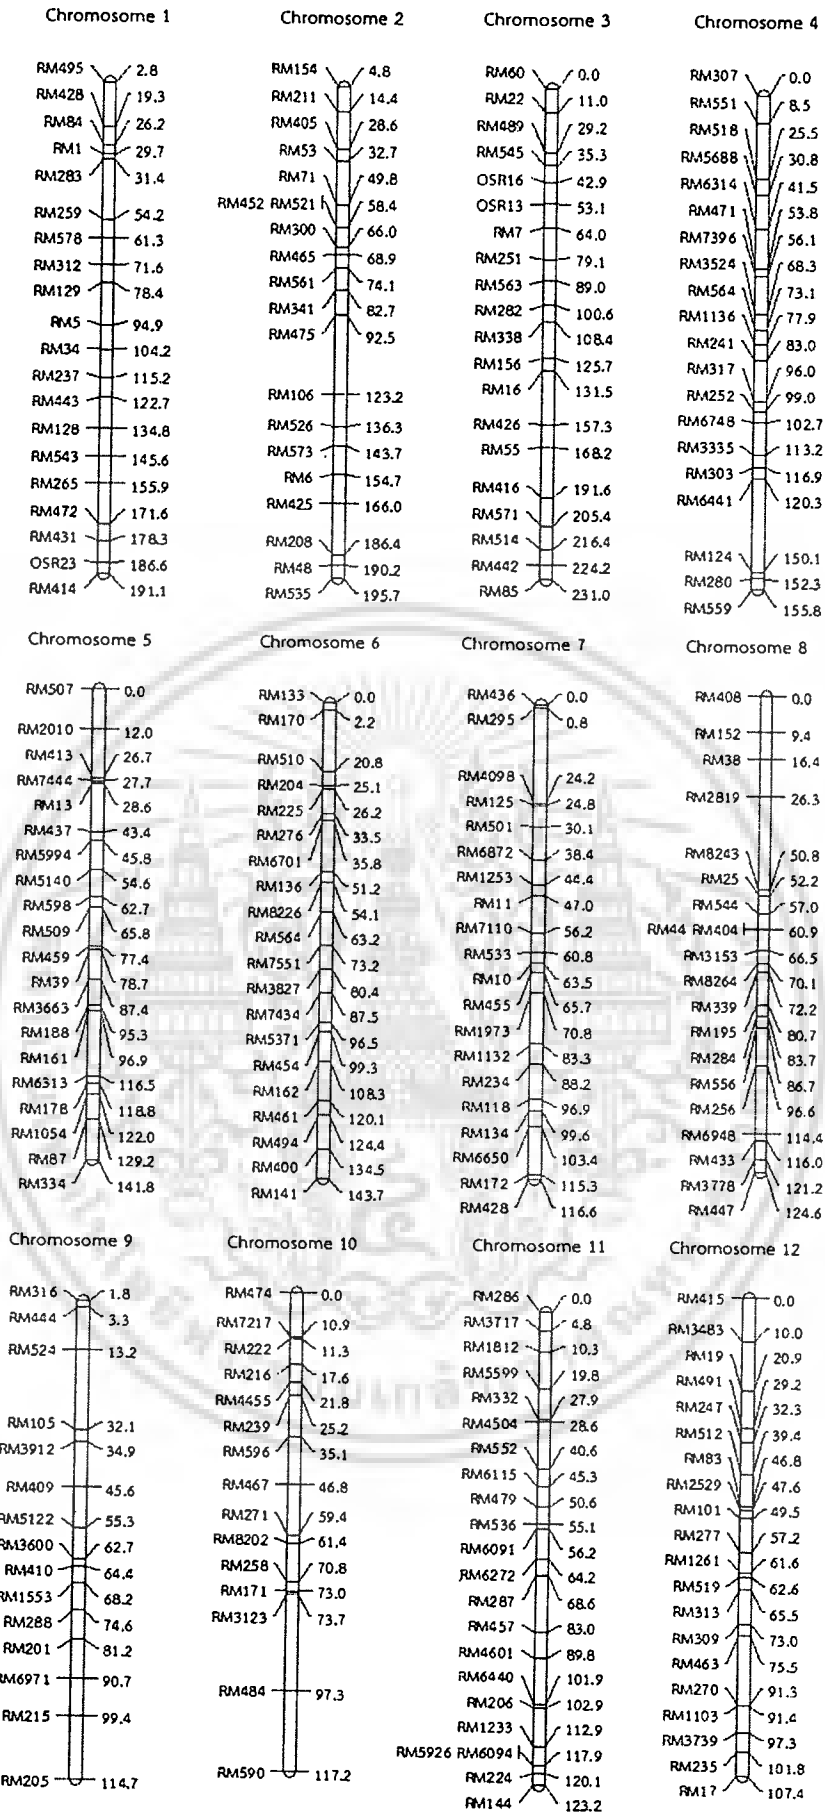 Chromosome 1
RM495 2.8
RM428 19.3
RM84 26.2
RM1 29.7
RM283 31.4
RM259 54.2
RM578 61.3
RM312 71.6
RM129 78.4
RM5 94.9
RM34 104.2
RM237 115.2
RM443 122.7
RM128 134.8
RM543 145.6
RM265 155.9
RM472 171.6
RM431 178.3
OSR23 186.6
RM414 191.1
Chromosome 2
RM154 4.8
RM211 14.4
RM405 28.6
RM53 32.7
RM71 49.8
RM452 RM521 58.4
RM300 66.0
RM465 68.9
RM561 74.1
RM341 82.7
RM475 92.5
RM106 123.2
RM526 136.3
RM573 143.7
RM6 154.7
RM425 166.0
RM208 186.4
RM48 190.2
RM535 195.7
Chromosome 3
RM60 0.0
RM22 11.0
RM489 29.2
RM545 35.3
OSR16 42.9
OSR13 53.1
RM7 64.0
RM251 79.1
RM563 89.0
RM282 100.6
RM338 108.4
RM156 125.7
RM16 131.5
RM426 157.3
RM55 168.2
RM416 191.6
RM571 205.4
RM514 216.4
RM442 224.2
RM85 231.0
Chromosome 4
RM307 0.0
RM551 8.5
RM518 25.5
RM5688 30.8
RM6314 41.5
RM471 53.8
RM7396 56.1
RM3524 68.3
RM564 73.1
RM1136 77.9
RM241 83.0
RM317 96.0
RM252 99.0
RM6748 102.7
RM3335 113.2
RM303 116.9
RM6441 120.3
RM124 150.1
RM280 152.3
RM559 155.8
Chromosome 5
RM507 0.0
RM2010 12.0
RM413 26.7
RM7444 27.7
RM13 28.6
RM437 43.4
RM5994 45.8
RM5140 54.6
RM598 62.7
RM509 65.8
RM459 77.4
RM39 78.7
RM3663 87.4
RM188 95.3
RM161 96.9
RM6313 116.5
RM178 118.8
RM1054 122.0
RM87 129.2
RM334 141.8
Chromosome 6
RM133 0.0
RM170 2.2
RM510 20.8
RM204 25.1
RM225 26.2
RM276 33.5
RM6701 35.8
RM136 51.2
RM8226 54.1
RM564 63.2
RM7551 73.2
RM3827 80.4
RM7434 87.5
RM5371 96.5
RM454 99.3
RM162 108.3
RM461 120.1
RM494 124.4
RM400 134.5
RM141 143.7
Chromosome 7
RM436 0.0
RM295 0.8
RM4098 24.2
RM125 24.8
RM501 30.1
RM6872 38.4
RM1253 44.4
RM11 47.0
RM7110 56.2
RM533 60.8
RM10 63.5
RM455 65.7
RM1973 70.8
RM1132 83.3
RM234 88.2
RM118 96.9
RM134 99.6
RM6650 103.4
RM172 115.3
RM428 116.6
Chromosome 8
RM408 0.0
RM152 9.4
RM38 16.4
RM2819 26.3
RM8243 50.8
RM25 52.2
RM544 57.0
RM44 RM404 60.9
RM3153 66.5
RM8264 70.1
RM339 72.2
RM195 80.7
RM284 83.7
RM556 86.7
RM256 96.6
RM6948 114.4
RM433 116.0
RM3778 121.2
RM447 124.6
Chromosome 9
RM316 1.8
RM444 3.3
RM524 13.2
RM105 32.1
RM3912 34.9
RM409 45.6
RM5122 55.3
RM3600 62.7
RM410 64.4
RM1553 68.2
RM288 74.6
RM201 81.2
RM6971 90.7
RM215 99.4
RM205 114.7
Chromosome 10
RM474 0.0
RM7217 10.9
RM222 11.3
RM216 17.6
RM4455 21.8
RM239 25.2
RM596 35.1
RM467 46.8
RM271 59.4
RM8202 61.4
RM258 70.8
RM171 73.0
RM3123 73.7
RM484 97.3
RM590 117.2
Chromosome 11
RM286 0.0
RM3717 4.8
RM1812 10.3
RM5599 19.8
RM332 27.9
RM4504 28.6
RM552 40.6
RM6115 45.3
RM479 50.6
RM536 55.1
RM6091 56.2
RM6272 64.2
RM287 68.6
RM457 83.0
RM4601 89.8
RM6440 101.9
RM206 102.9
RM1233 112.9
RM5926 RM6094 117.9
RM224 120.1
RM144 123.2
Chromosome 12
RM415 0.0
RM3483 10.0
RM19 20.9
RM491 29.2
RM247 32.3
RM512 39.4
RM83 46.8
RM2529 47.6
RM101 49.5
RM277 57.2
RM1261 61.6
RM519 62.6
RM313 65.5
RM309 73.0
RM463 75.5
RM270 91.3
RM1103 91.4
RM3739 97.3
RM235 101.8
RM17 107.4